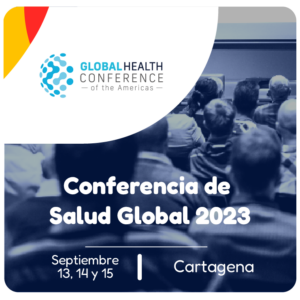 GLOBALHEALTH
CONFERENCE
— of the Americas —
Conferencia de
Salud Global 2023
Septiembre
13, 14 y 15
Cartagena